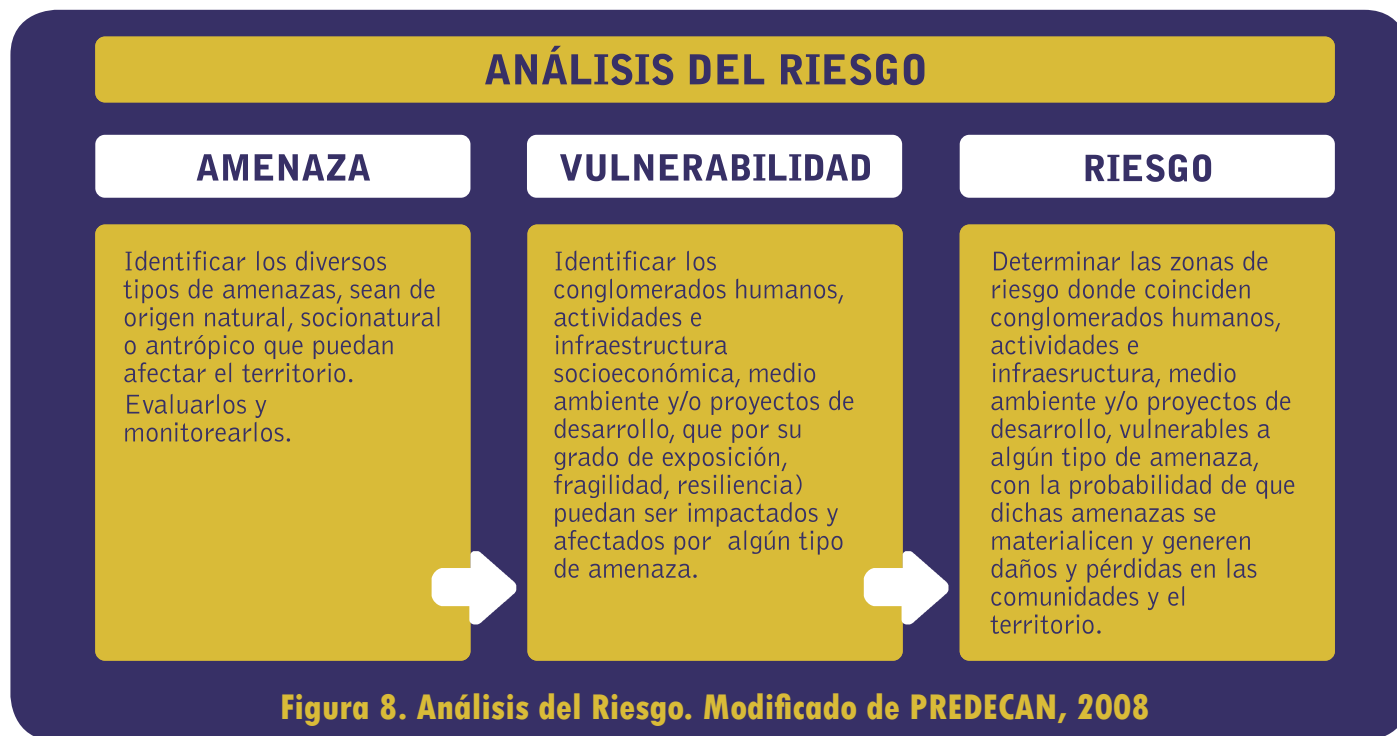 ANÁLISIS DEL RIESGO
AMENAZA
Identificar los diversos
tipos de amenazas, sean de
origen natural, socionatural
o antrópico que puedan
afectar el territorio.
Evaluarlos y
monitorearlos.
VULNERABILIDAD
Identificar los
conglomerados humanos,
actividades e
infraestructura
socioeconómica, medio
ambiente y/o proyectos de
desarrollo, que por su
grado de exposición,
fragilidad, resiliencia)
puedan ser impactados y
afectados por algún tipo
de amenaza.
RIESGO
Determinar las zonas de
riesgo donde coinciden
conglomerados humanos,
actividades e
infraesructura, medio
ambiente y/o proyectos de
desarrollo, vulnerables a
algún tipo de amenaza,
con la probabilidad de que
dichas amenazas se
materialicen y generen
daños y pérdidas en las
comunidades y el
territorio.
Figura 8. Análisis del Riesgo. Modificado de PREDECAN, 2008